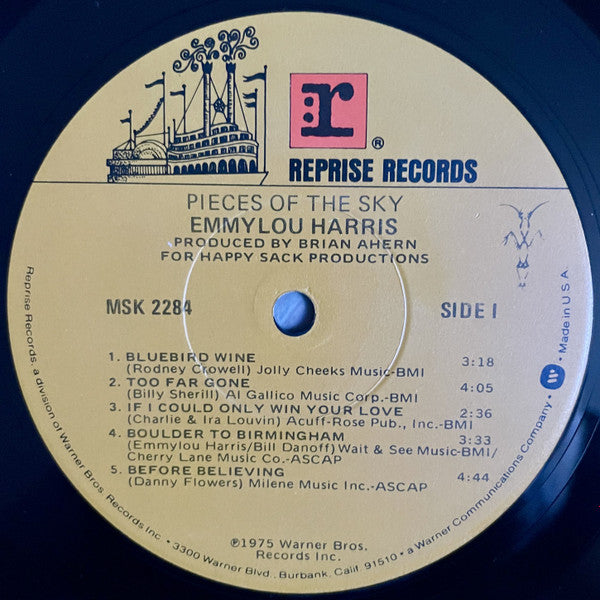 r ®
REPRISE RECORDS
PIECES OF THE SKY
EMMYLOU HARRIS
PRODUCED BY BRIAN AHERN
FOR HAPPY SACK PRODUCTIONS
MSK 2284
SIDE 1
1. BLUEBIRD WINE
(Rodney Crowell) Jolly Cheeks Music-BMI 3:18
2. TOO FAR GONE
(Billy Sherill) Al Gallico Music Corp.-BMI 4:05
3. IF I COULD ONLY WIN YOUR LOVE 2:36
(Charlie & Ira Louvin) Acuff-Rose Pub., Inc.-BMI
4. BOULDER TO BIRMINGHAM 3:33
(Emmylou Harris/Bill Danoff) Wait & See Music-BMI/
Cherry Lane Music Co.-ASCAP
5. BEFORE BELIEVING 4:44
(Danny Flowers) Milene Music Inc.-ASCAP
℗1975 Warner Bros.
Records Inc.
Reprise Records, a division of Warner Bros. Records Inc. • 3300 Warner Blvd., Burbank, Calif. 91510 • a Warner Communications Company. • W • Made in U.S.A.